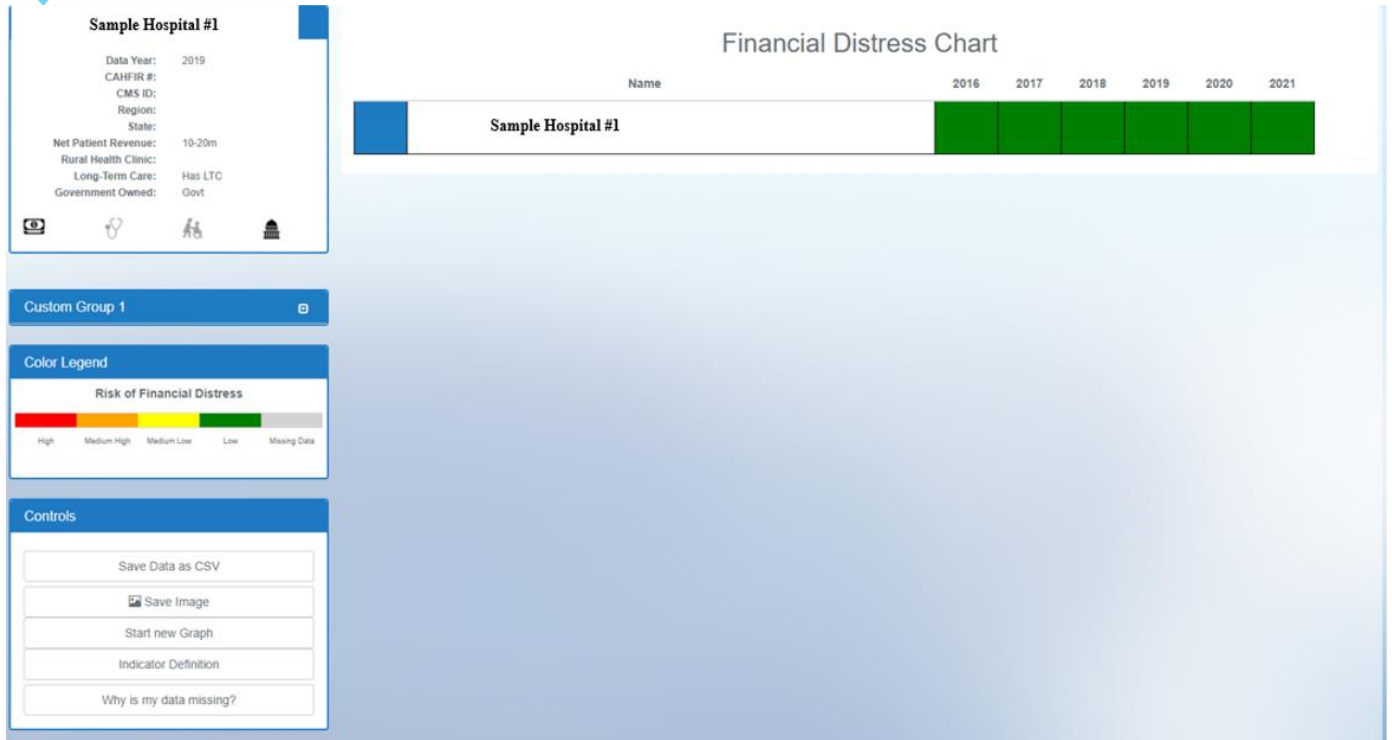 Sample Hospital #1
Data Year: 2019
CAHFIR #:
CMS ID:
Region:
State:
Net Patient Revenue: 10-20m
Rural Health Clinic:
Long-Term Care: Has LTC
Government Owned: Govt
Custom Group 1
Color Legend
Risk of Financial Distress
High Medium High Medium Low Low Missing Data
Controls
Save Data as CSV
Save Image
Start new Graph
Indicator Definition
Why is my data missing?
Financial Distress Chart
Name 2016 2017 2018 2019 2020 2021
Sample Hospital #1